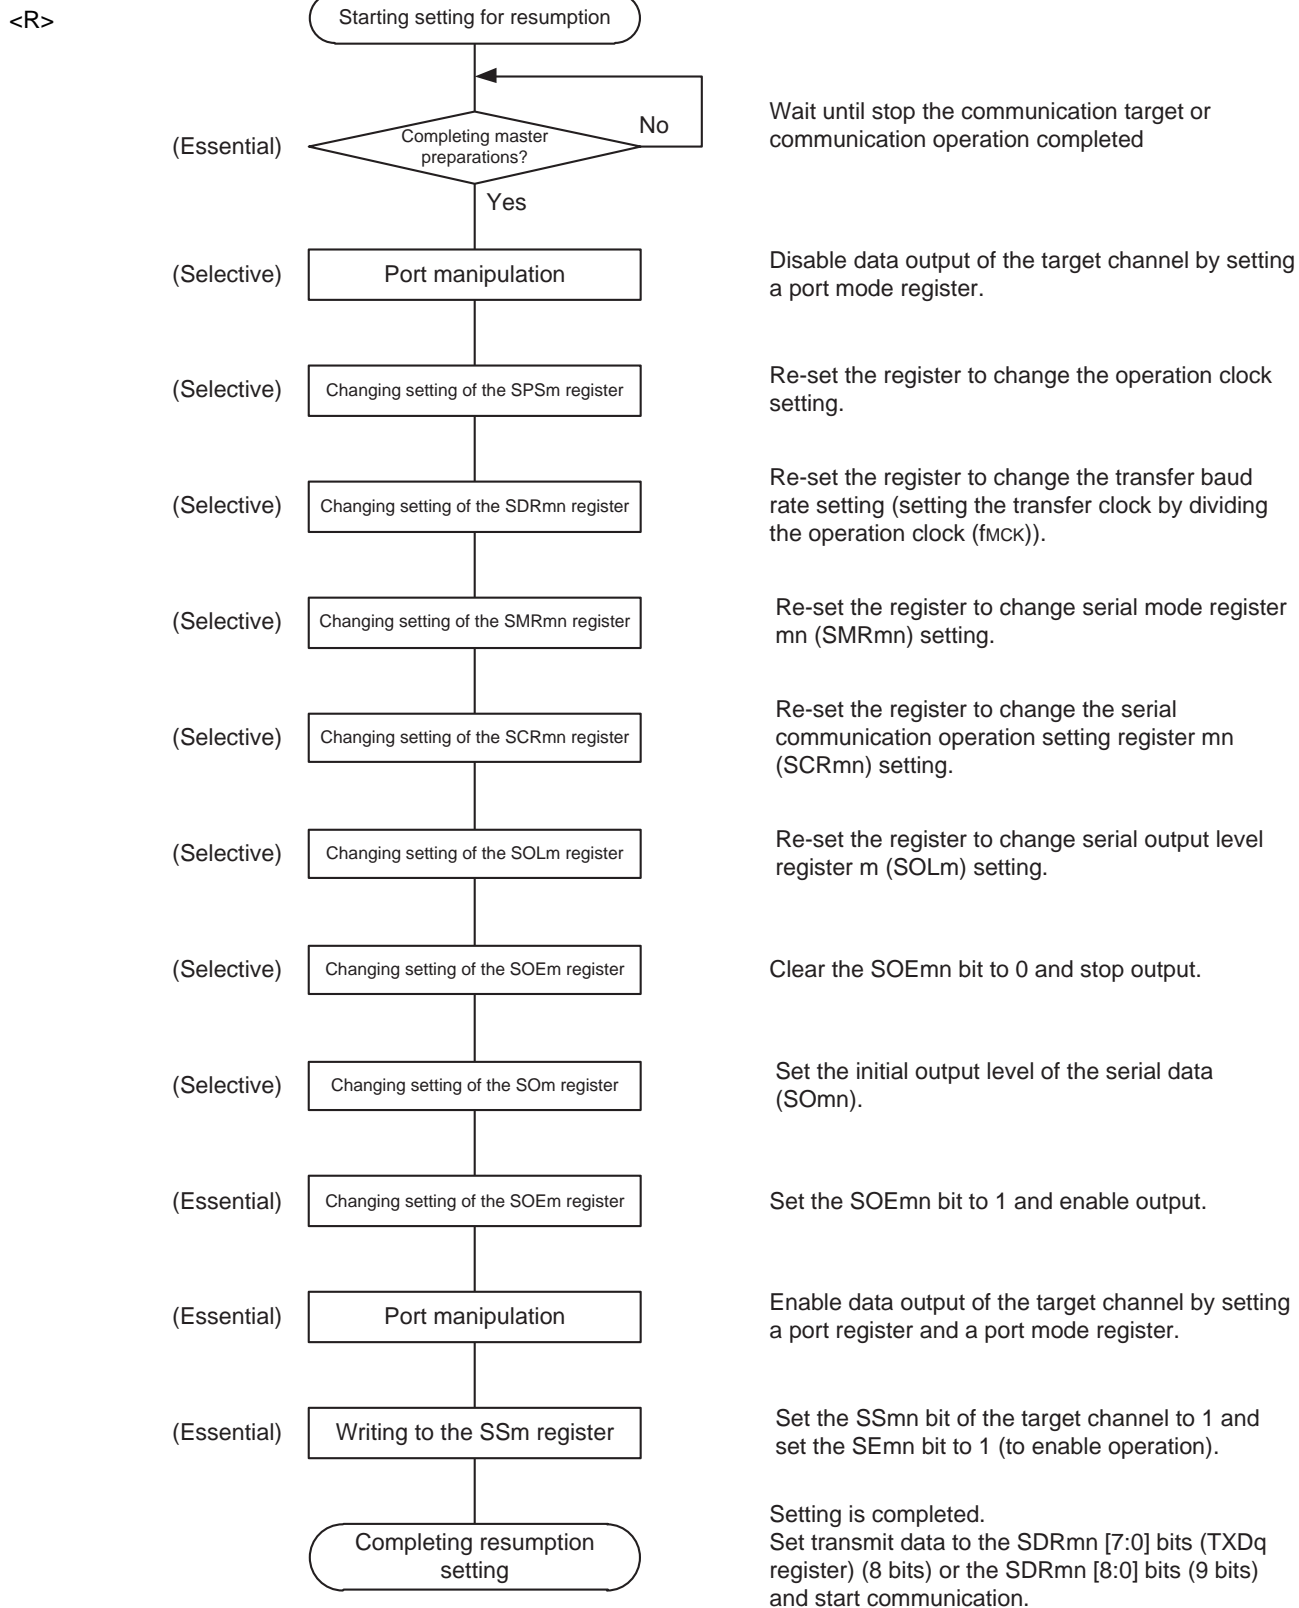 <R>
Starting setting for resumption
(Essential)
Completing master
preparations?
No
Yes
Wait until stop the communication target or
communication operation completed
(Selective)
Port manipulation
Disable data output of the target channel by setting
a port mode register.
(Selective)
Changing setting of the SPSm register
Re-set the register to change the operation clock
setting.
(Selective)
Changing setting of the SDRmn register
Re-set the register to change the transfer baud
rate setting (setting the transfer clock by dividing
the operation clock (fMCK)).
(Selective)
Changing setting of the SMRmn register
Re-set the register to change serial mode register
mn (SMRmn) setting.
(Selective)
Changing setting of the SCRmn register
Re-set the register to change the serial
communication operation setting register mn
(SCRmn) setting.
(Selective)
Changing setting of the SOLm register
Re-set the register to change serial output level
register m (SOLm) setting.
(Selective)
Changing setting of the SOEm register
Clear the SOEmn bit to 0 and stop output.
(Selective)
Changing setting of the SOm register
Set the initial output level of the serial data
(SOmn).
(Essential)
Changing setting of the SOEm register
Set the SOEmn bit to 1 and enable output.
(Essential)
Port manipulation
Enable data output of the target channel by setting
a port register and a port mode register.
(Essential)
Writing to the SSm register
Set the SSmn bit of the target channel to 1 and
set the SEmn bit to 1 (to enable operation).
Completing resumption
setting
Setting is completed.
Set transmit data to the SDRmn [7:0] bits (TXDq
register) (8 bits) or the SDRmn [8:0] bits (9 bits)
and start communication.